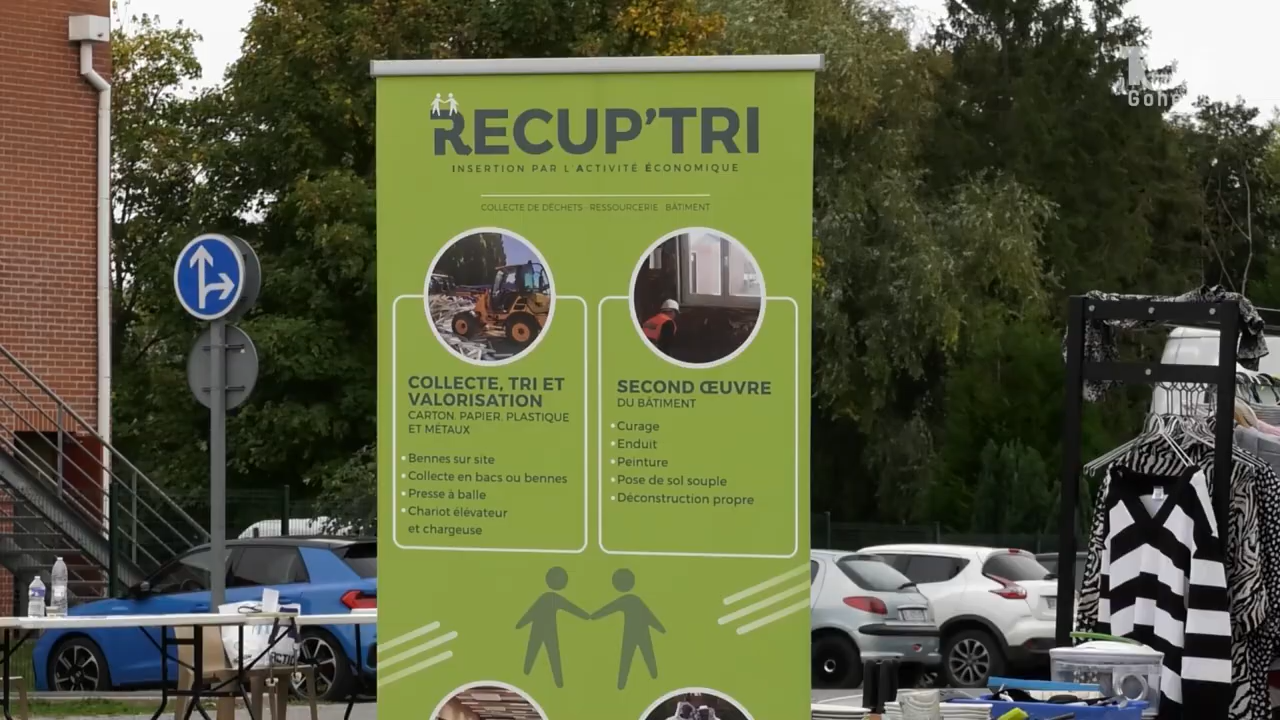 RECUP'TRI
INSERTION PAR L'ACTIVITÉ ÉCONOMIQUE
COLLECTE DE DÉCHETS · RESSOURCERIE · BÂTIMENT
COLLECTE, TRI ET
VALORISATION
CARTON, PAPIER, PLASTIQUE
ET MÉTAUX
• Bennes sur site
• Collecte en bacs ou bennes
• Presse à balle
• Chariot élévateur
et chargeuse
SECOND ŒUVRE
DU BÂTIMENT
• Curage
• Enduit
• Peinture
• Pose de sol souple
• Déconstruction propre